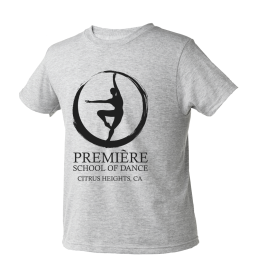 PREMIÈRE
SCHOOL OF DANCE
CITRUS HEIGHTS, CA